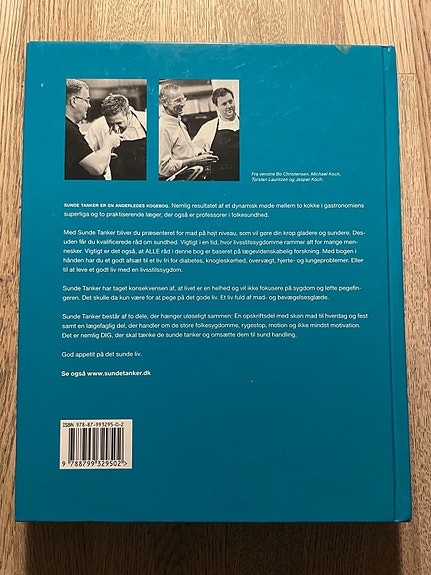 Fra venstre Bo Christensen, Michael Koch,
Torsten Lauritzen og Jesper Koch.
SUNDE TANKER ER EN ANDERLEDES KOGEBOG. Nemlig resultatet af et dynamisk møde mellem to kokke i gastronomiens
superliga og to praktiserende læger, der også er professorer i folkesundhed.
Med Sunde Tanker bliver du præsenteret for mad på højt niveau, som vil gøre din krop gladere og sundere. Des-
uden får du kvalificerede råd om sundhed. Vigtigt i en tid, hvor livsstilssygdomme rammer alt for mange men-
nesker. Vigtigt er det også, at ALLE råd i denne bog er baseret på lægevidenskabelig forskning. Med bogen i
hånden har du et godt afsæt til et liv fri for diabetes, knogleskørhed, overvægt, hjerte- og lungeproblemer. Eller
til at leve et godt liv med en livsstilssygdom.
Sunde Tanker har taget konsekvensen af, at livet er en helhed og vil ikke fokusere på sygdom og løfte pegefin-
geren. Det skulle da kun være for at pege på det gode liv. Et liv fuld af mad- og bevægelsesglæde.
Sunde Tanker består af to dele, der hænger uløseligt sammen: En opskriftsdel med skøn mad til hverdag og fest
samt en lægefaglig del, der handler om de store folkesygdomme, rygestop, motion og ikke mindst motivation.
Det er nemlig DIG, der skal tænke de sunde tanker og omsætte dem til sund handling.
God appetit på det sunde liv.
Se også www.sundetanker.dk
ISBN 978-87-993295-0-2
9 788799 329502 >